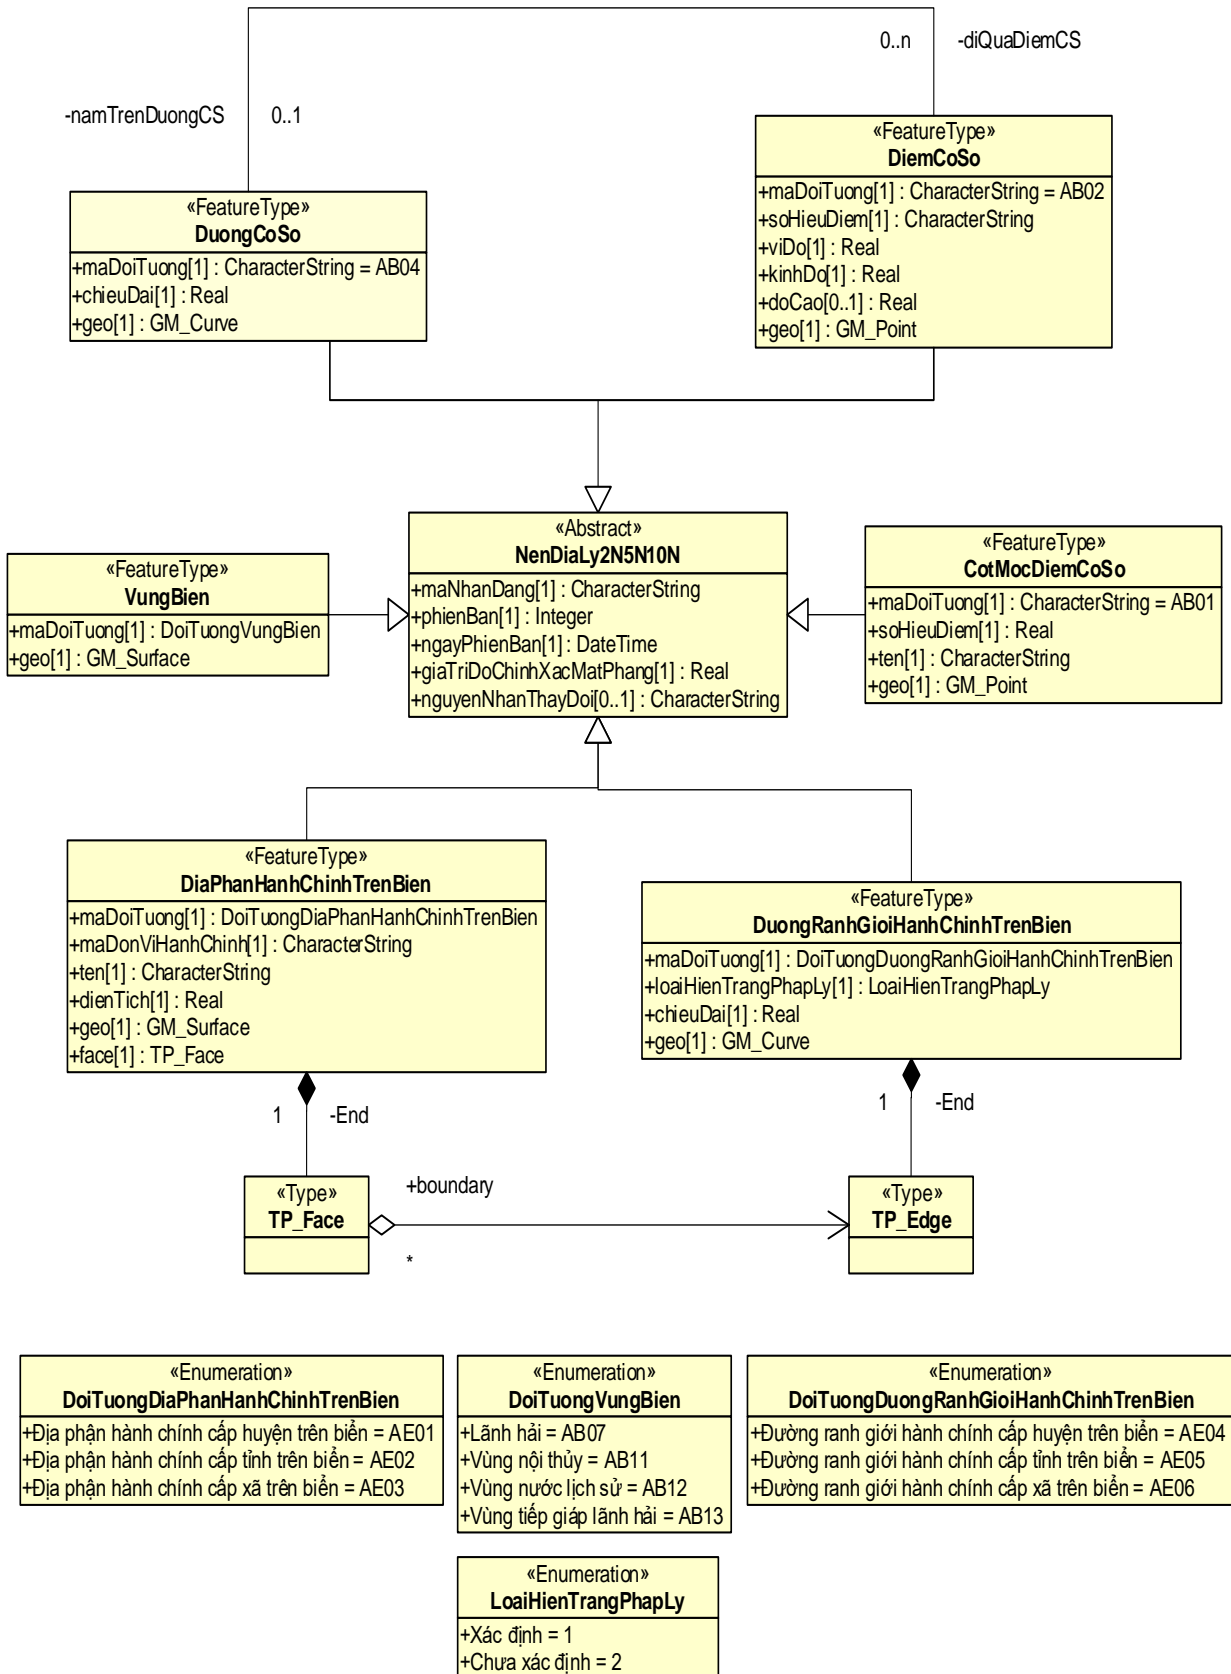 0..n
-diQuaDiemCS
-namTrenDuongCS
0..1
«FeatureType»
DiemCoSo
+maDoiTuong[1] : CharacterString = AB02
+soHieuDiem[1] : CharacterString
+viDo[1] : Real
+kinhDo[1] : Real
+doCao[0..1] : Real
+geo[1] : GM_Point
«FeatureType»
DuongCoSo
+maDoiTuong[1] : CharacterString = AB04
+chieuDai[1] : Real
+geo[1] : GM_Curve
«Abstract»
NenDiaLy2N5N10N
+maNhanDang[1] : CharacterString
+phienBan[1] : Integer
+ngayPhienBan[1] : DateTime
+giaTriDoChinhXacMatPhang[1] : Real
+nguyenNhanThayDoi[0..1] : CharacterString
«FeatureType»
VungBien
+maDoiTuong[1] : DoiTuongVungBien
+geo[1] : GM_Surface
«FeatureType»
CotMocDiemCoSo
+maDoiTuong[1] : CharacterString = AB01
+soHieuDiem[1] : Real
+ten[1] : CharacterString
+geo[1] : GM_Point
«FeatureType»
DiaPhanHanhChinhTrenBien
+maDoiTuong[1] : DoiTuongDiaPhanHanhChinhTrenBien
+maDonViHanhChinh[1] : CharacterString
+ten[1] : CharacterString
+dienTich[1] : Real
+geo[1] : GM_Surface
+face[1] : TP_Face
«FeatureType»
DuongRanhGioiHanhChinhTrenBien
+maDoiTuong[1] : DoiTuongDuongRanhGioiHanhChinhTrenBien
+loaiHienTrangPhapLy[1] : LoaiHienTrangPhapLy
+chieuDai[1] : Real
+geo[1] : GM_Curve
1
-End
1
-End
«Type»
TP_Face
+boundary
*
«Type»
TP_Edge
«Enumeration»
DoiTuongDiaPhanHanhChinhTrenBien
+Địa phận hành chính cấp huyện trên biển = AE01
+Địa phận hành chính cấp tỉnh trên biển = AE02
+Địa phận hành chính cấp xã trên biển = AE03
«Enumeration»
DoiTuongVungBien
+Lãnh hải = AB07
+Vùng nội thủy = AB11
+Vùng nước lịch sử = AB12
+Vùng tiếp giáp lãnh hải = AB13
«Enumeration»
DoiTuongDuongRanhGioiHanhChinhTrenBien
+Đường ranh giới hành chính cấp huyện trên biển = AE04
+Đường ranh giới hành chính cấp tỉnh trên biển = AE05
+Đường ranh giới hành chính cấp xã trên biển = AE06
«Enumeration»
LoaiHienTrangPhapLy
+Xác định = 1
+Chưa xác định = 2